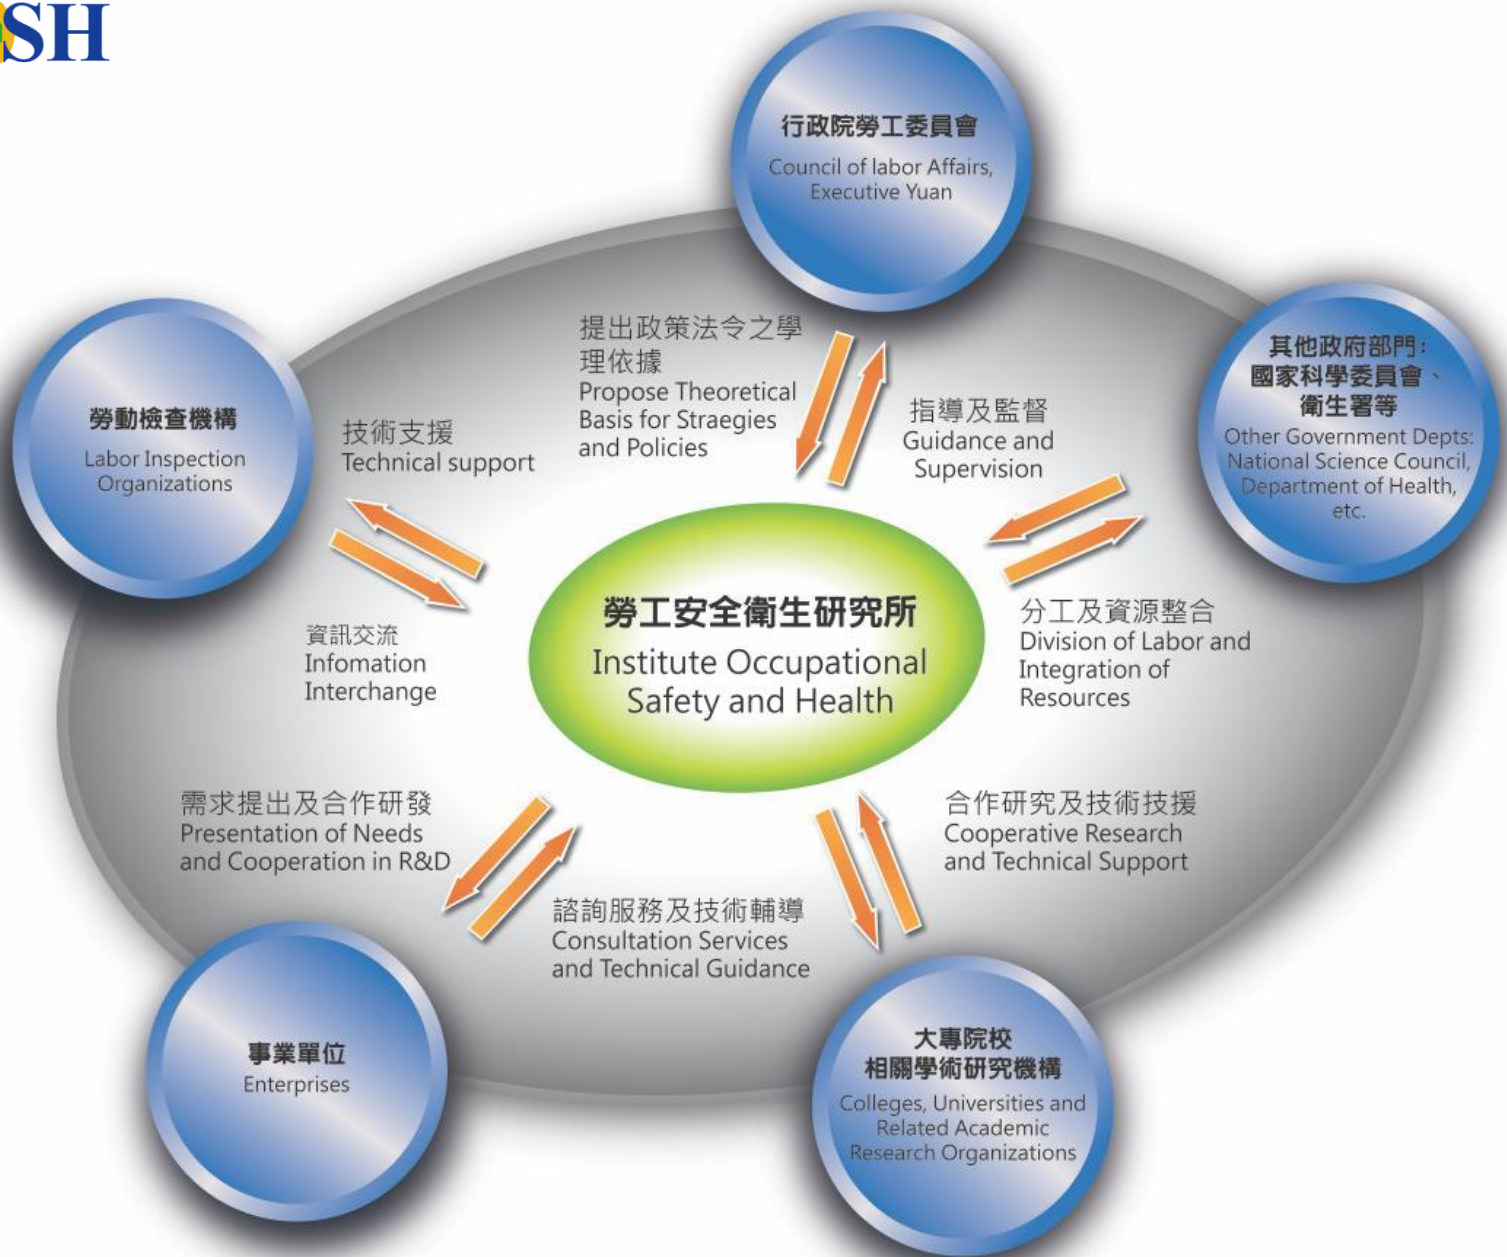 SH
行政院勞工委員會
Council of labor Affairs,
Executive Yuan
其他政府部門:
國家科學委員會、
衛生署等
Other Government Depts:
National Science Council,
Department of Health,
etc.
勞動檢查機構
Labor Inspection
Organizations
技術支援
Technical support
提出政策法令之學
理依據
Propose Theoretical
Basis for Straegies
and Policies
指導及監督
Guidance and
Supervision
勞工安全衛生研究所
Institute Occupational
Safety and Health
資訊交流
Infomation
Interchange
分工及資源整合
Division of Labor and
Integration of
Resources
需求提出及合作研發
Presentation of Needs
and Cooperation in R&D
諮詢服務及技術輔導
Consultation Services
and Technical Guidance
合作研究及技術技援
Cooperative Research
and Technical Support
事業單位
Enterprises
大專院校
相關學術研究機構
Colleges, Universities and
Related Academic
Research Organizations